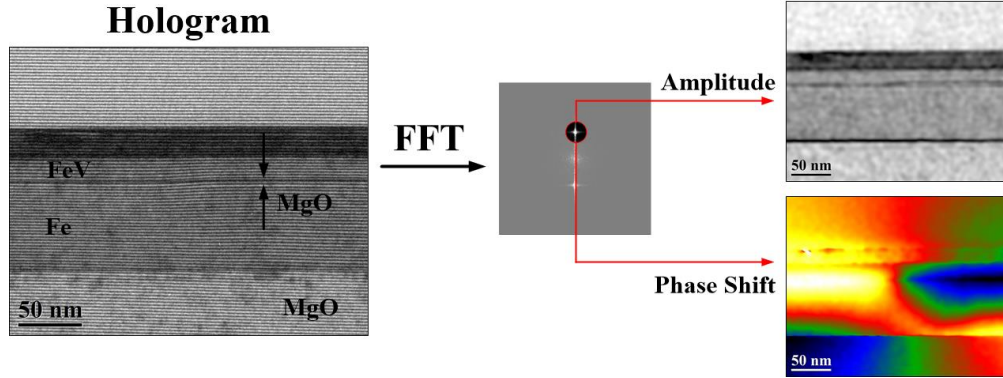 Hologram
FeV
MgO
Fe
MgO
50 nm
FFT
Amplitude
Phase Shift
50 nm
50 nm